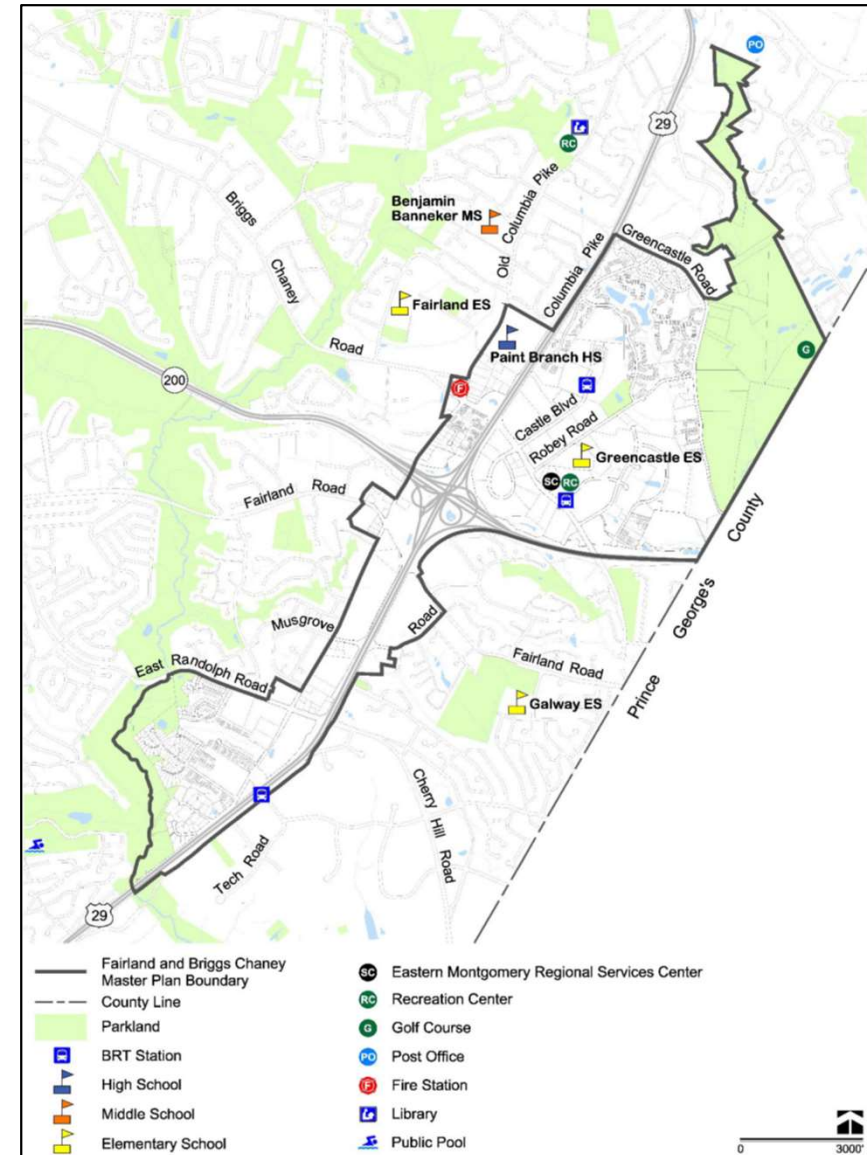 PO
29
RC
Columbia Pike
Old
Benjamin
Banneker MS
Briggs
Chaney
Road
Columbia Pike
Greencastle Road
Fairland ES
Paint Branch HS
G
200
F
Castle Blvd
Robey Road
Greencastle ES
SC
RC
Fairland Road
County
George's
Prince
Musgrove
Road
East Randolph Road
Fairland Road
Galway ES
Cherry Hill Road
Tech Road
29
Fairland and Briggs Chaney
Master Plan Boundary
County Line
Parkland
BRT Station
High School
Middle School
Elementary School
SC Eastern Montgomery Regional Services Center
RC Recreation Center
G Golf Course
PO Post Office
F Fire Station
Library
Public Pool
0 3000'